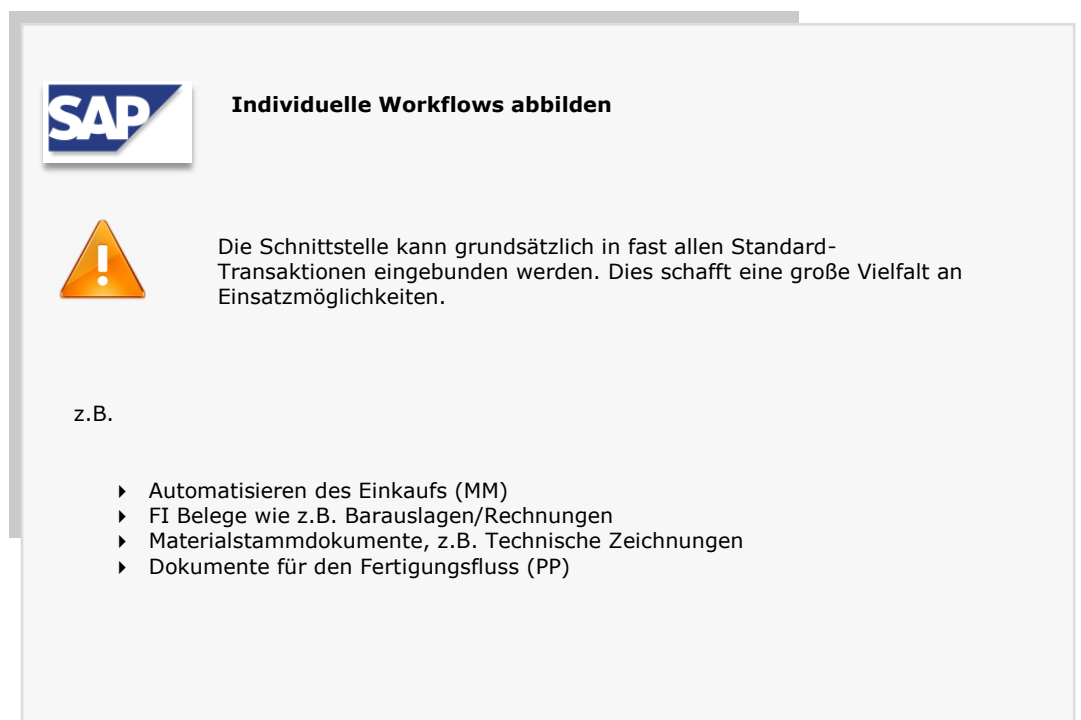 SAP
Individuelle Workflows abbilden
Die Schnittstelle kann grundsätzlich in fast allen Standard-
Transaktionen eingebunden werden. Dies schafft eine große Vielfalt an
Einsatzmöglichkeiten.
z.B.
Automatisieren des Einkaufs (MM)
FI Belege wie z.B. Barauslagen/Rechnungen
Materialstammdokumente, z.B. Technische Zeichnungen
Dokumente für den Fertigungsfluss (PP)